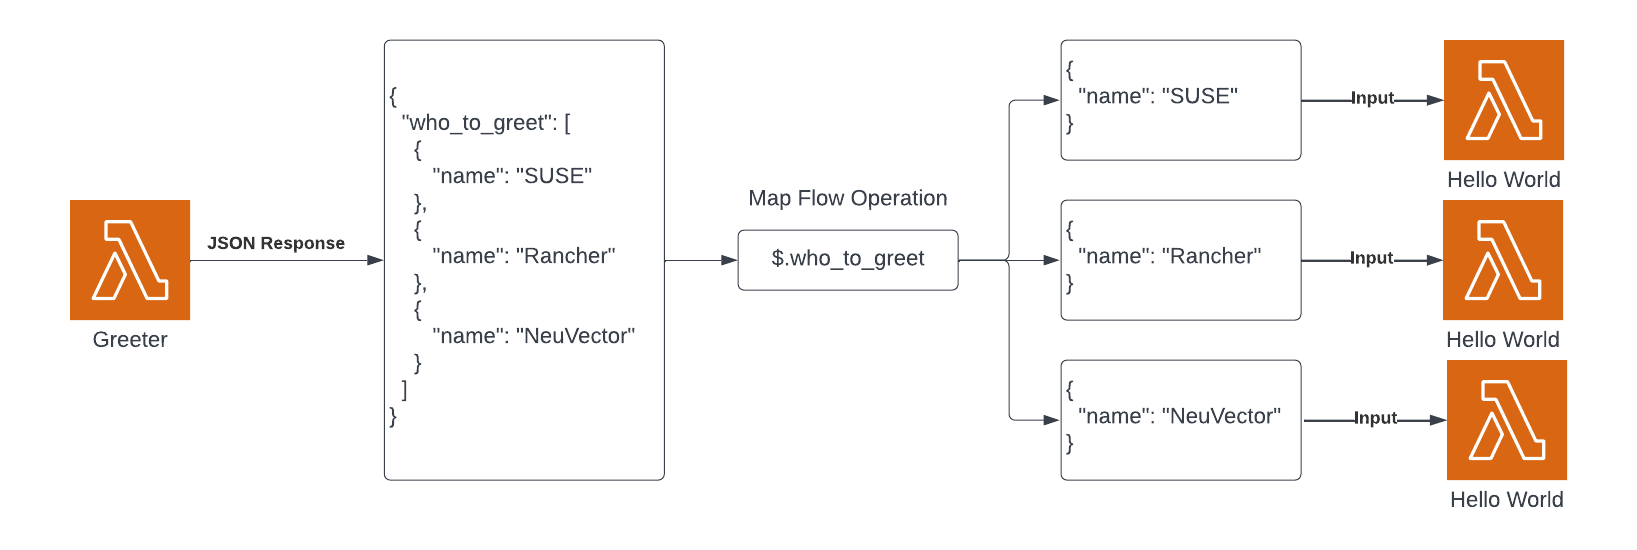 Greeter
JSON Response
{
"who_to_greet": [
{
"name": "SUSE"
},
{
"name": "Rancher"
},
{
"name": "NeuVector"
}
]
}
Map Flow Operation
$.who_to_greet
{
"name": "SUSE"
}
Input
Hello World
{
"name": "Rancher"
}
Input
Hello World
{
"name": "NeuVector"
}
Input
Hello World